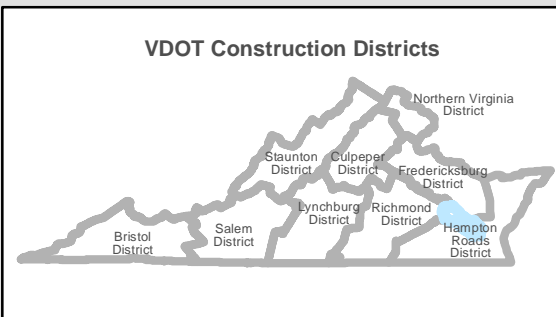 VDOT Construction Districts
Northern Virginia
District
Staunton
District
Culpeper
District
Fredericksburg
District
Lynchburg
District
Richmond
District
Hampton
Roads
District
Salem
District
Bristol
District